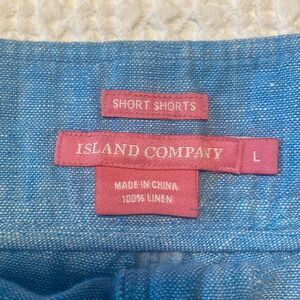 SHORT SHORTS
ISLAND COMPANY L
MADE IN CHINA
100% LINEN